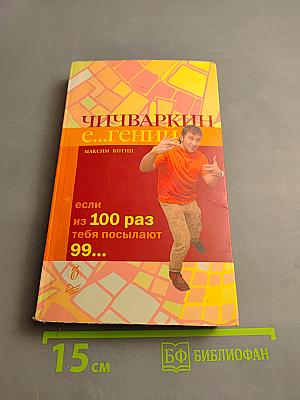 ЧИЧВАРКИН
Е...ГЕНИЙ
МАКСИМ КОТИН
если
из 100 раз
тебя посылают
99...
15 см
БФ БИБЛИОФАН